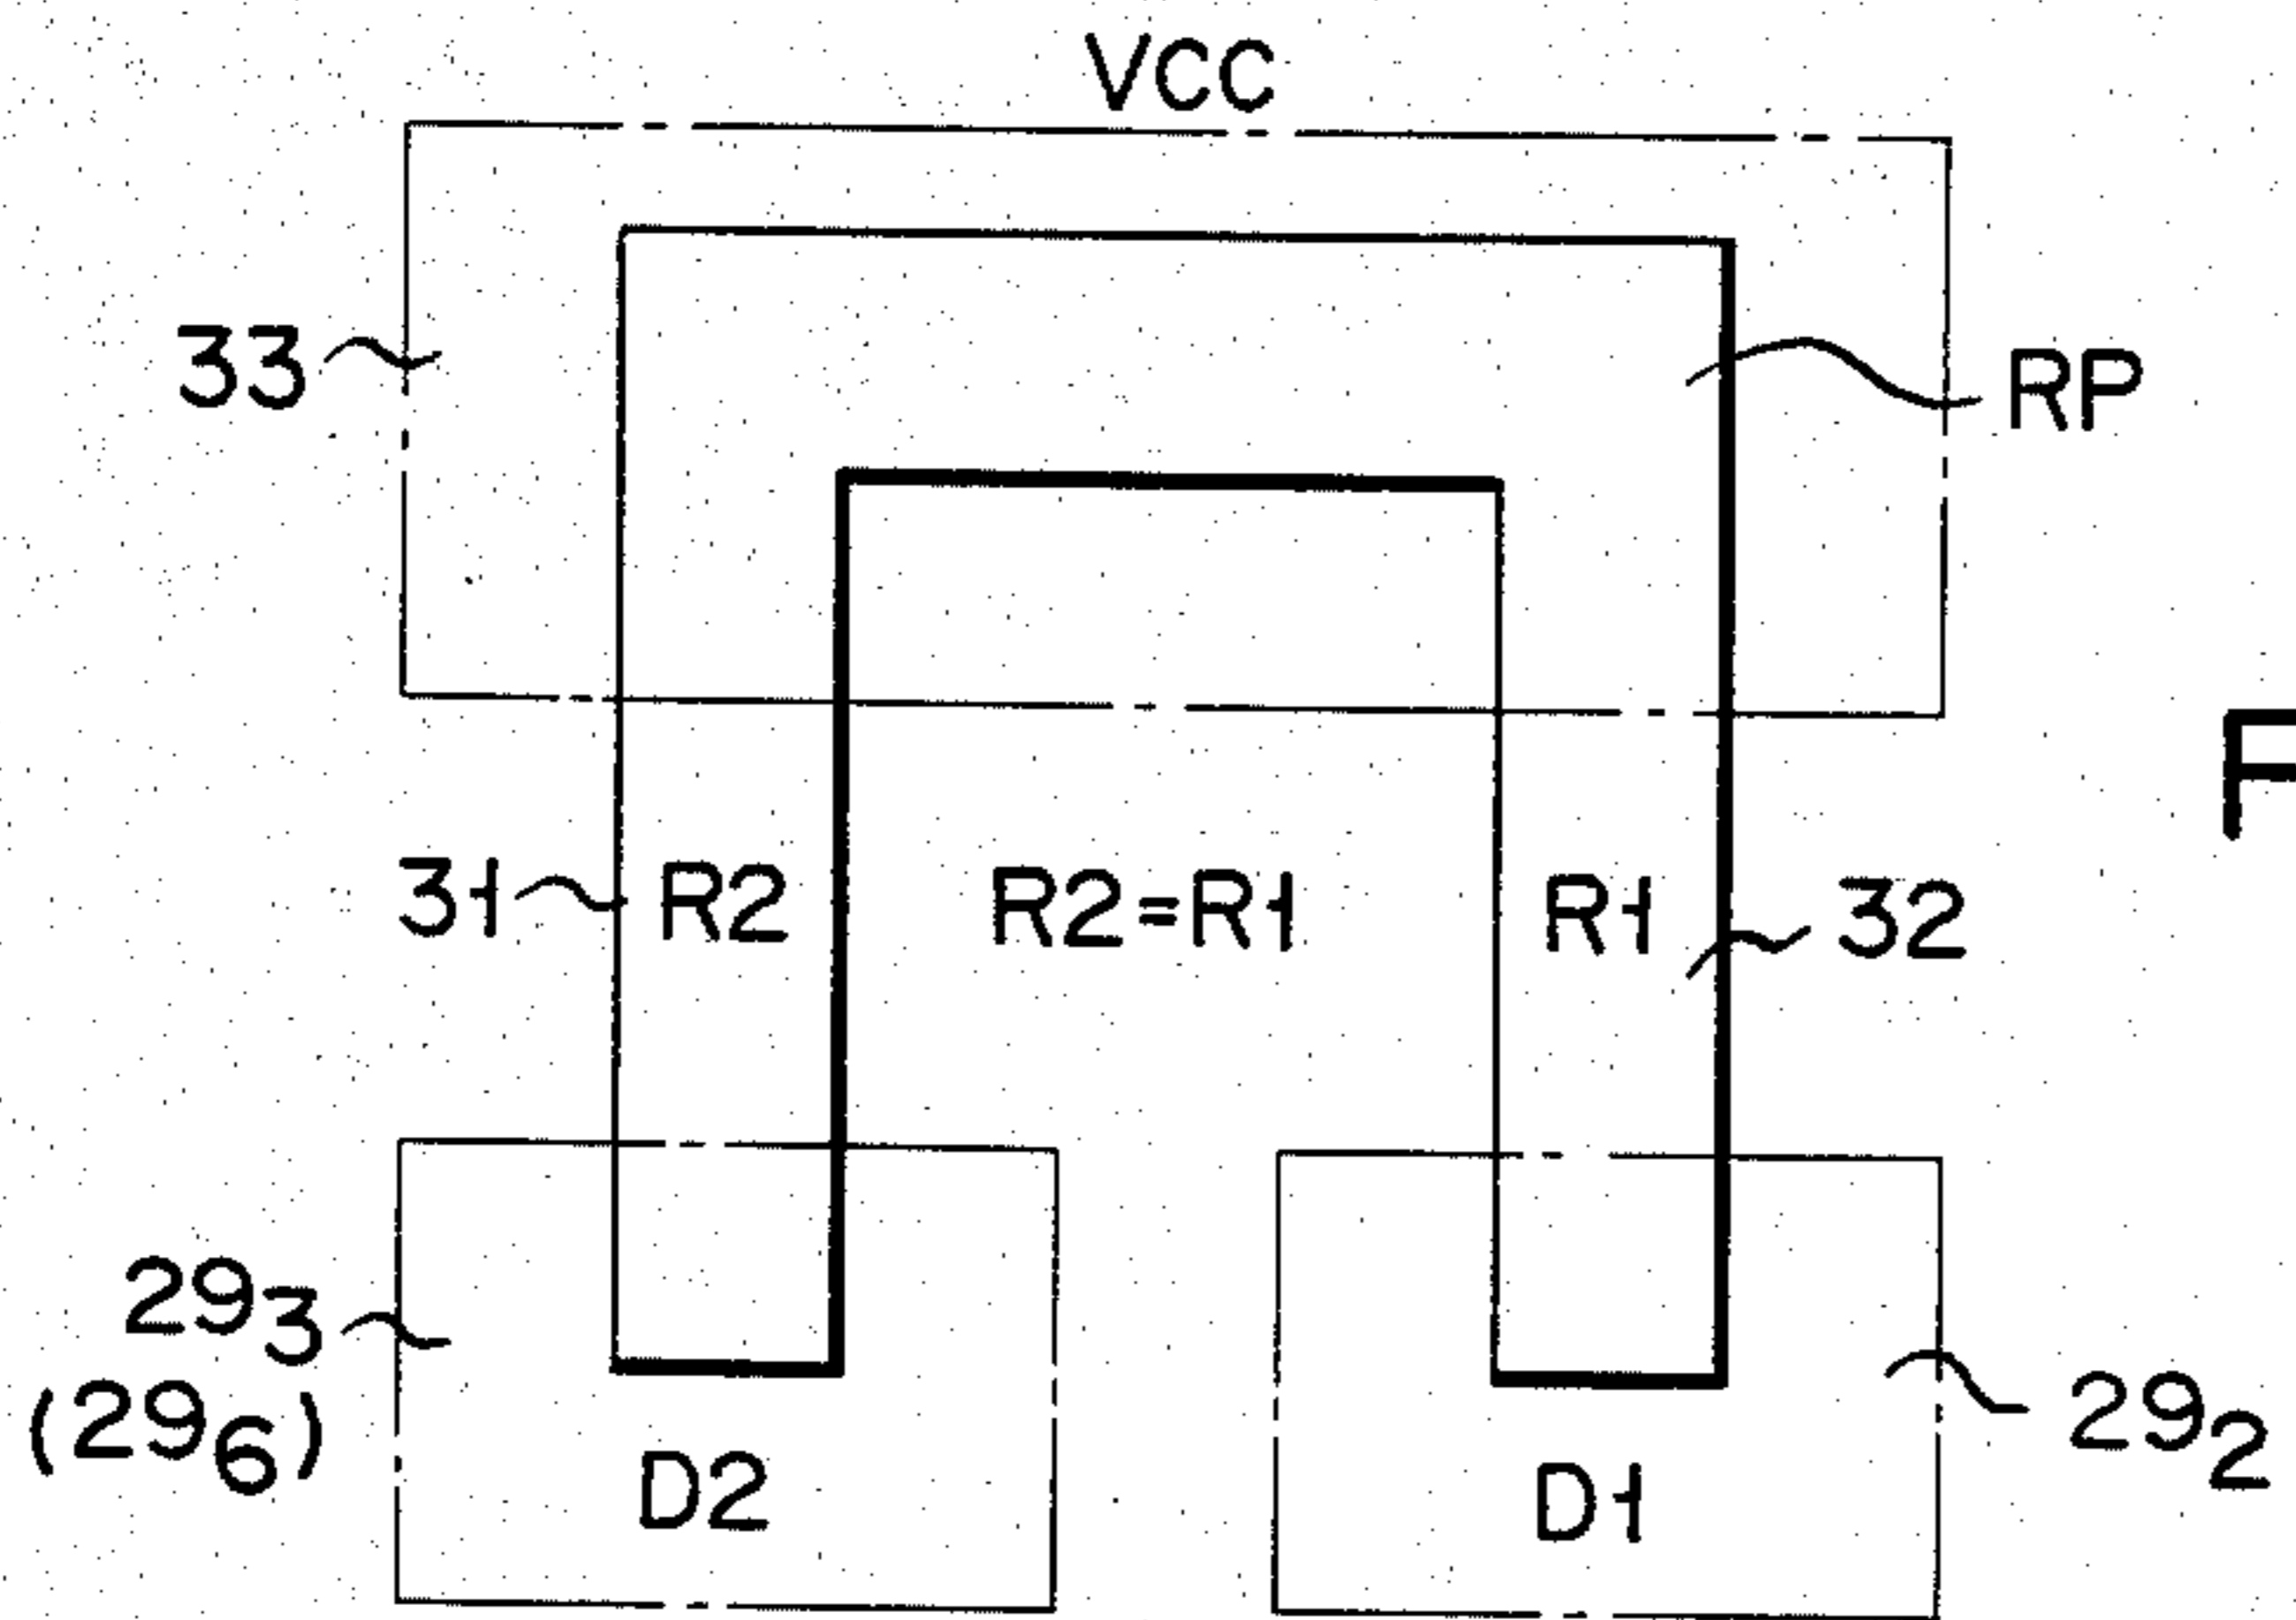 VCC
33
RP
F
31 R2 R2=R1 R1 32
29₃
(29₆)
29₂
D2
D1